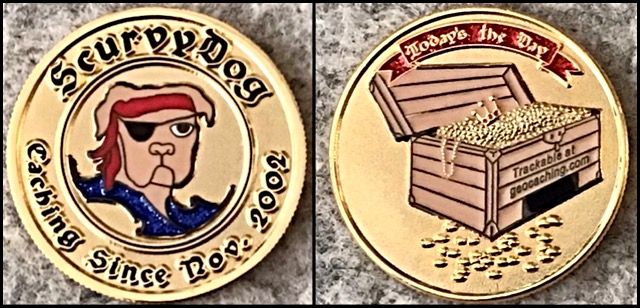 ScurvyDog
Caching Since Nov. 2002
Today's the Day
Trackable at
geocaching.com